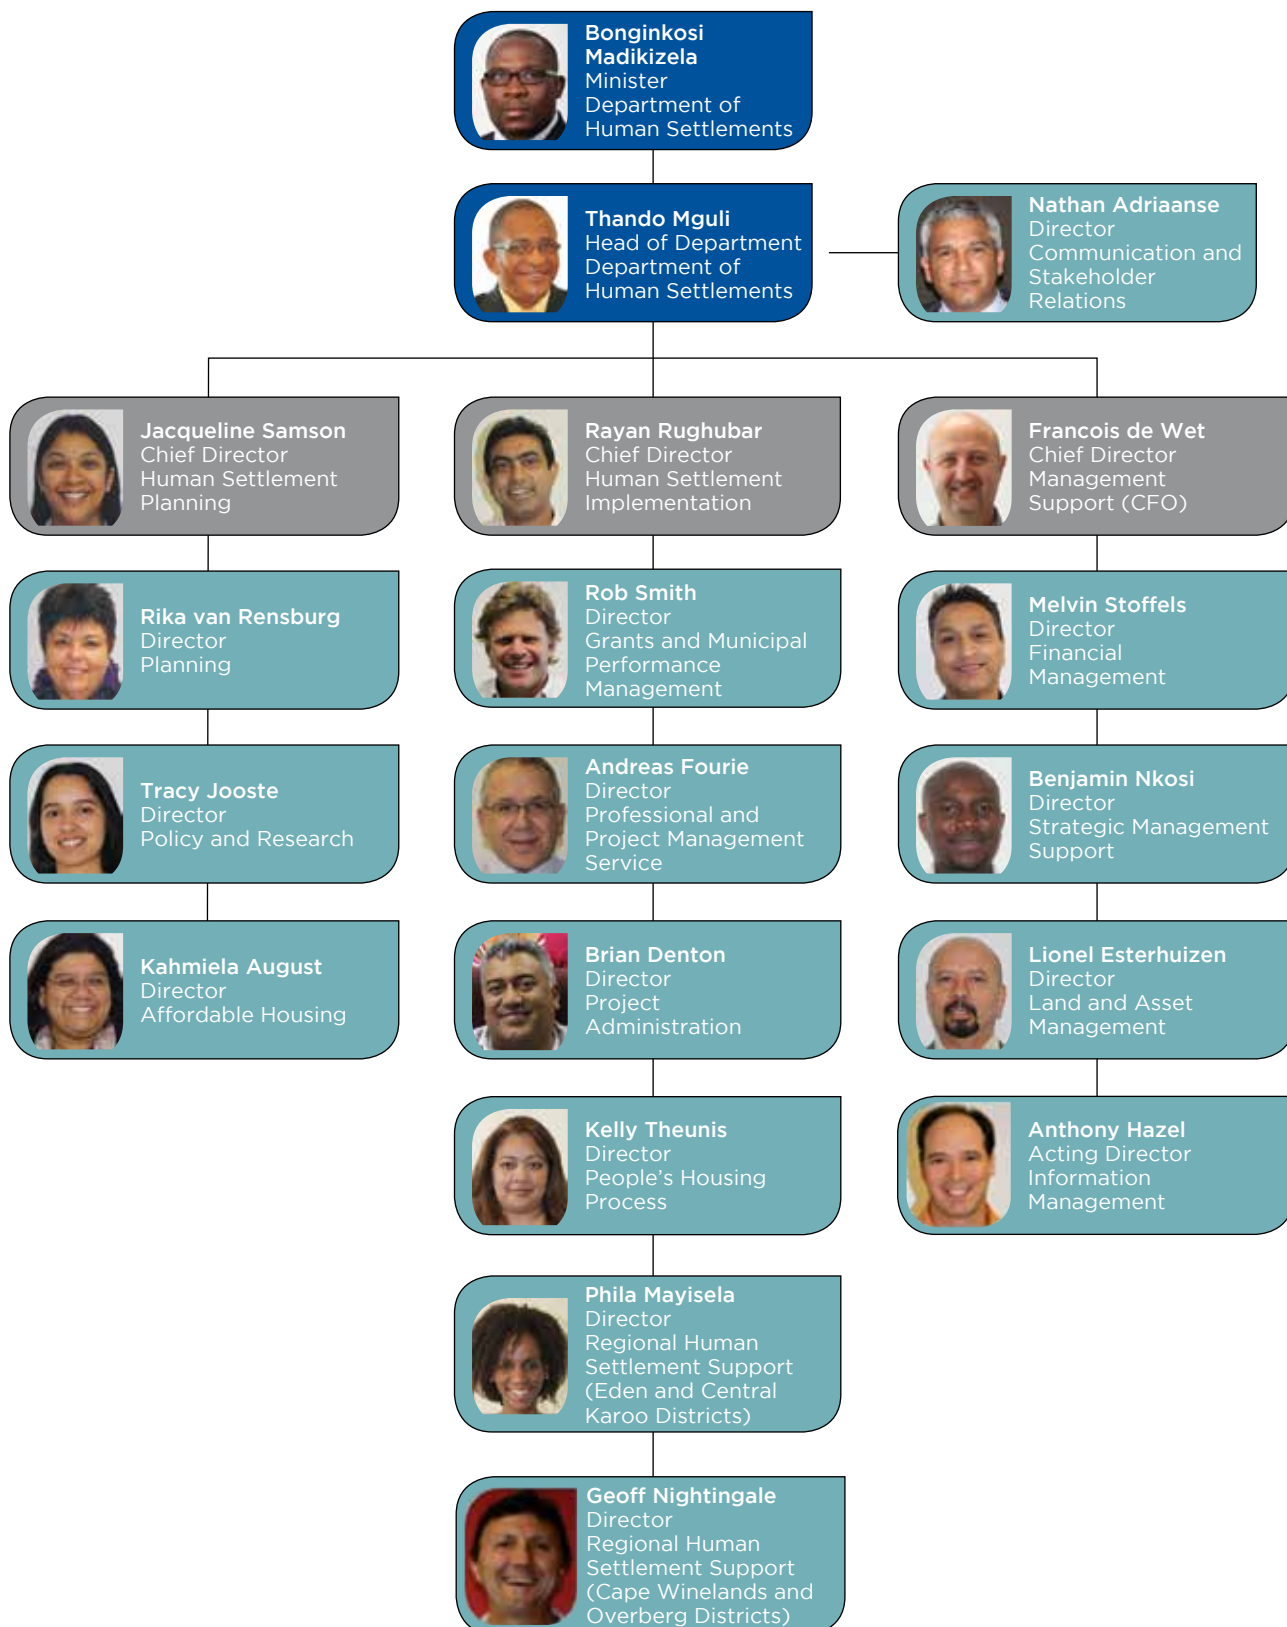 Bonginkosi
Madikizela
Minister
Department of
Human Settlements
Thando Mguli
Head of Department
Department of
Human Settlements
Nathan Adriaanse
Director
Communication and
Stakeholder
Relations
Jacqueline Samson
Chief Director
Human Settlement
Planning
Rayan Rughubar
Chief Director
Human Settlement
Implementation
Francois de Wet
Chief Director
Management
Support (CFO)
Rika van Rensburg
Director
Planning
Rob Smith
Director
Grants and Municipal
Performance
Management
Melvin Stoffels
Director
Financial
Management
Tracy Jooste
Director
Policy and Research
Andreas Fourie
Director
Professional and
Project Management
Service
Benjamin Nkosi
Director
Strategic Management
Support
Kahmiela August
Director
Affordable Housing
Brian Denton
Director
Project
Administration
Lionel Esterhuizen
Director
Land and Asset
Management
Kelly Theunis
Director
People’s Housing
Process
Anthony Hazel
Acting Director
Information
Management
Phila Mayisela
Director
Regional Human
Settlement Support
(Eden and Central
Karoo Districts)
Geoff Nightingale
Director
Regional Human
Settlement Support
(Cape Winelands and
Overberg Districts)